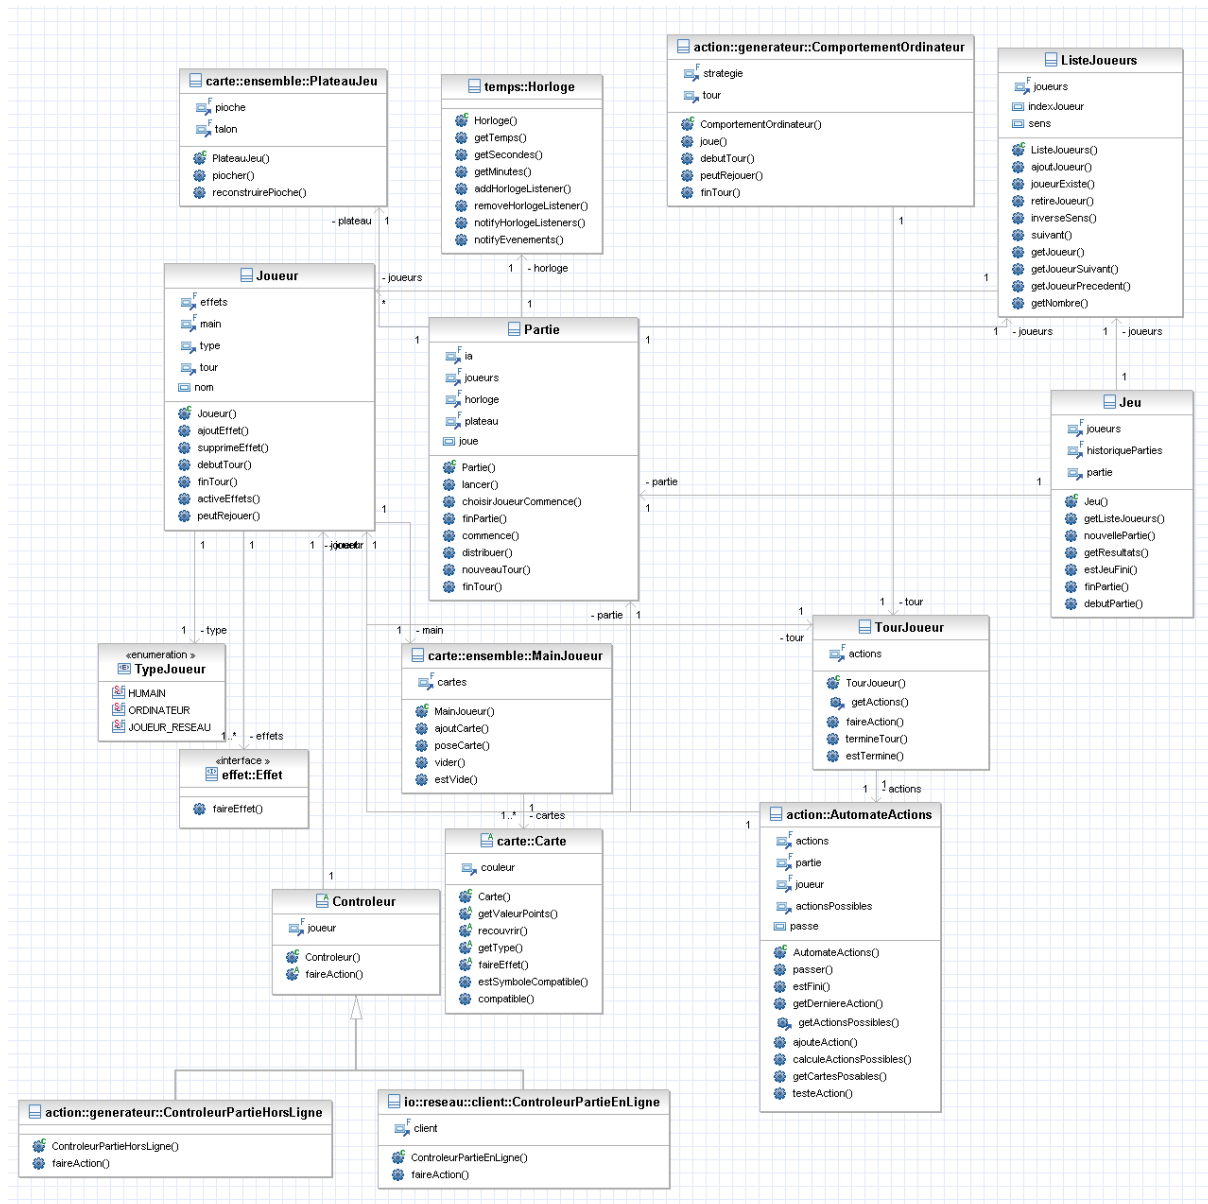 carte::ensemble::PlateauJeu
pioche
talon
PlateauJeu()
piocher()
reconstruirePioche()
temps::Horloge
Horloge()
getTemps()
getSecondes()
getMinutes()
addHorlogeListener()
removeHorlogeListener()
notifyHorlogeListeners()
notifyEvenements()
action::generateur::ComportementOrdinateur
strategie
tour
ComportementOrdinateur()
joue()
debutTour()
peutRejouer()
finTour()
ListeJoueurs
joueurs
indexJoueur
sens
ListeJoueurs()
ajoutJoueur()
joueurExiste()
retireJoueur()
inverseSens()
suivant()
getJoueur()
getJoueurSuivant()
getJoueurPrecedent()
getNombre()
- plateau
1
1
- horloge
1
1
- joueurs
*
1
1
1
1
- joueurs
1
- joueurs
1
1
Joueur
effets
main
type
tour
nom
Joueur()
ajoutEffet()
supprimeEffet()
debutTour()
finTour()
activeEffets()
peutRejouer()
Partie
ia
joueurs
horloge
plateau
joue
Partie()
lancer()
choisirJoueurCommence()
finPartie()
commence()
distribuer()
nouveauTour()
finTour()
Jeu
joueurs
historiqueParties
partie
Jeu()
getListeJoueurs()
nouvellePartie()
getResultats()
estJeuFini()
finPartie()
debutPartie()
- partie
1
1
1
1
1
1
- joueur
1
1
- type
1
- main
- partie
1
1
- tour
1
- tour
«enumeration »
TypeJoueur
HUMAIN
ORDINATEUR
JOUEUR_RESEAU
1..*
- effets
«interface »
effet::Effet
faireEffet()
carte::ensemble::MainJoueur
cartes
MainJoueur()
ajoutCarte()
poseCarte()
vider()
estVide()
TourJoueur
actions
TourJoueur()
getActions()
faireAction()
termineTour()
estTermine()
1
1
- actions
1
1..*
- cartes
1
carte::Carte
couleur
Carte()
getValeurPoints()
recouvrir()
getType()
faireEffet()
estSymboleCompatible()
compatible()
action::AutomateActions
actions
partie
joueur
actionsPossibles
passe
AutomateActions()
passer()
estFini()
getDerniereAction()
getActionsPossibles()
ajouteAction()
calculeActionsPossibles()
getCartesPosables()
testeAction()
1
Controleur
joueur
Controleur()
faireAction()
action::generateur::ControleurPartieHorsLigne
ControleurPartieHorsLigne()
faireAction()
io::reseau::client::ControleurPartieEnLigne
client
ControleurPartieEnLigne()
faireAction()